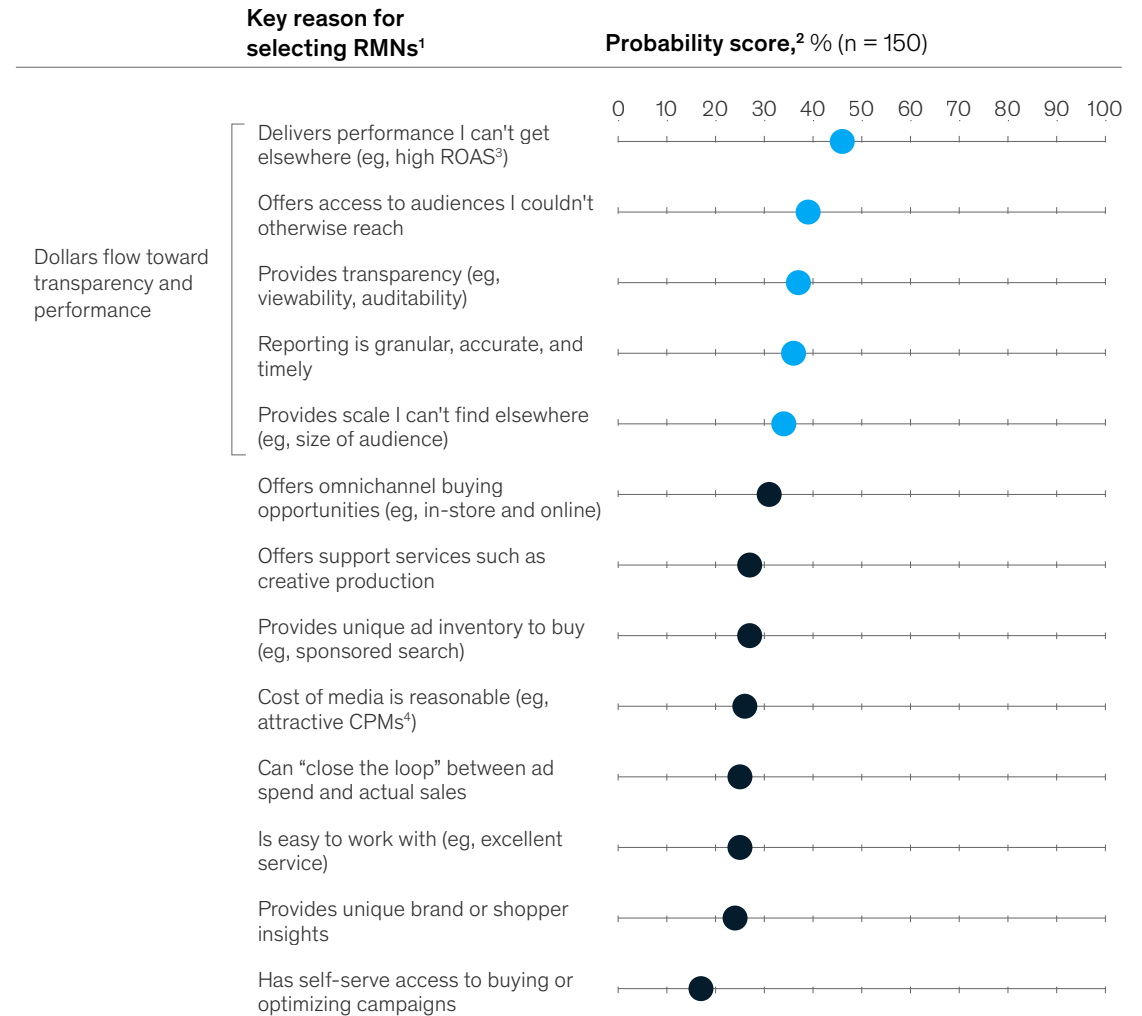 Key reason for
selecting RMNs¹
Probability score,² % (n = 150)
0 10 20 30 40 50 60 70 80 90 100
Dollars flow toward
transparency and
performance
Delivers performance I can't get
elsewhere (eg, high ROAS³)
Offers access to audiences I couldn't
otherwise reach
Provides transparency (eg,
viewability, auditability)
Reporting is granular, accurate, and
timely
Provides scale I can't find elsewhere
(eg, size of audience)
Offers omnichannel buying
opportunities (eg, in-store and online)
Offers support services such as
creative production
Provides unique ad inventory to buy
(eg, sponsored search)
Cost of media is reasonable (eg,
attractive CPMs⁴)
Can “close the loop” between ad
spend and actual sales
Is easy to work with (eg, excellent
service)
Provides unique brand or shopper
insights
Has self-serve access to buying or
optimizing campaigns